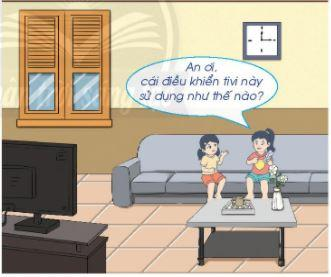 An ơi,
cái điều khiển tivi này
sử dụng như thế nào?